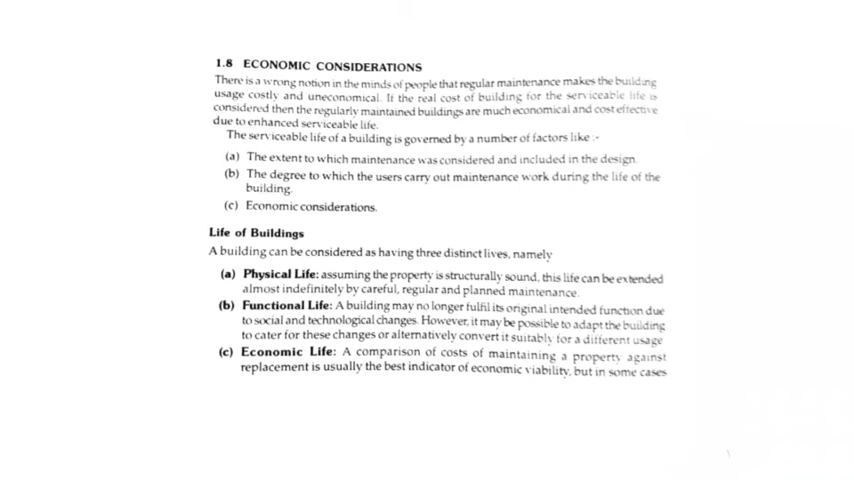 1.8 ECONOMIC CONSIDERATIONS
There is a wrong notion in the minds of people that regular maintenance makes the building
usage costly and uneconomical. If the real cost of building for the serviceable life is
considered then the regularly maintained buildings are much economical and cost effective
due to enhanced serviceable life.
The serviceable life of a building is governed by a number of factors like :-
(a) The extent to which maintenance was considered and included in the design.
(b) The degree to which the users carry out maintenance work during the life of the
building.
(c) Economic considerations.
Life of Buildings
A building can be considered as having three distinct lives, namely
(a) Physical Life: assuming the property is structurally sound, this life can be extended
almost indefinitely by careful, regular and planned maintenance.
(b) Functional Life: A building may no longer fulfil its original intended function due
to social and technological changes. However, it may be possible to adapt the building
to cater for these changes or alternatively convert it suitably for a different usage
(c) Economic Life: A comparison of costs of maintaining a property against
replacement is usually the best indicator of economic viability, but in some cases